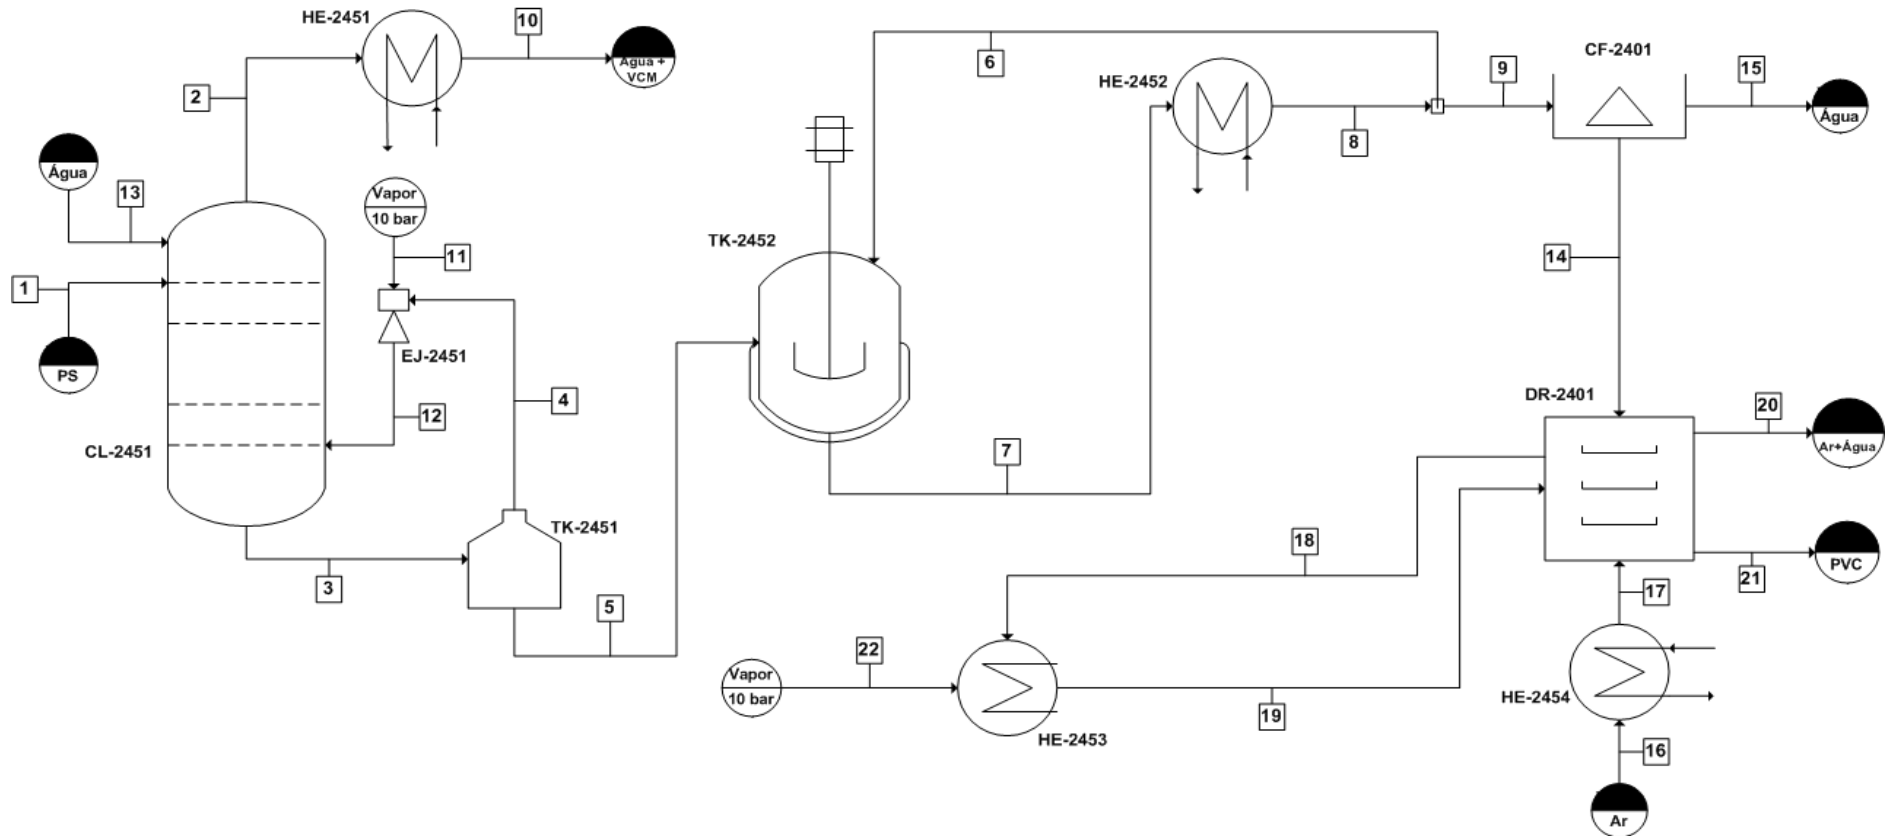 HE-2451
10
Água +
VCM
2
Água
13
1
PS
CL-2451
Vapor
10 bar
11
EJ-2451
12
4
TK-2451
3
5
TK-2452
6
7
HE-2452
8
9
CF-2401
15
Água
14
DR-2401
20
Ar+Água
21
PVC
18
17
22
Vapor
10 bar
HE-2453
19
HE-2454
16
Ar